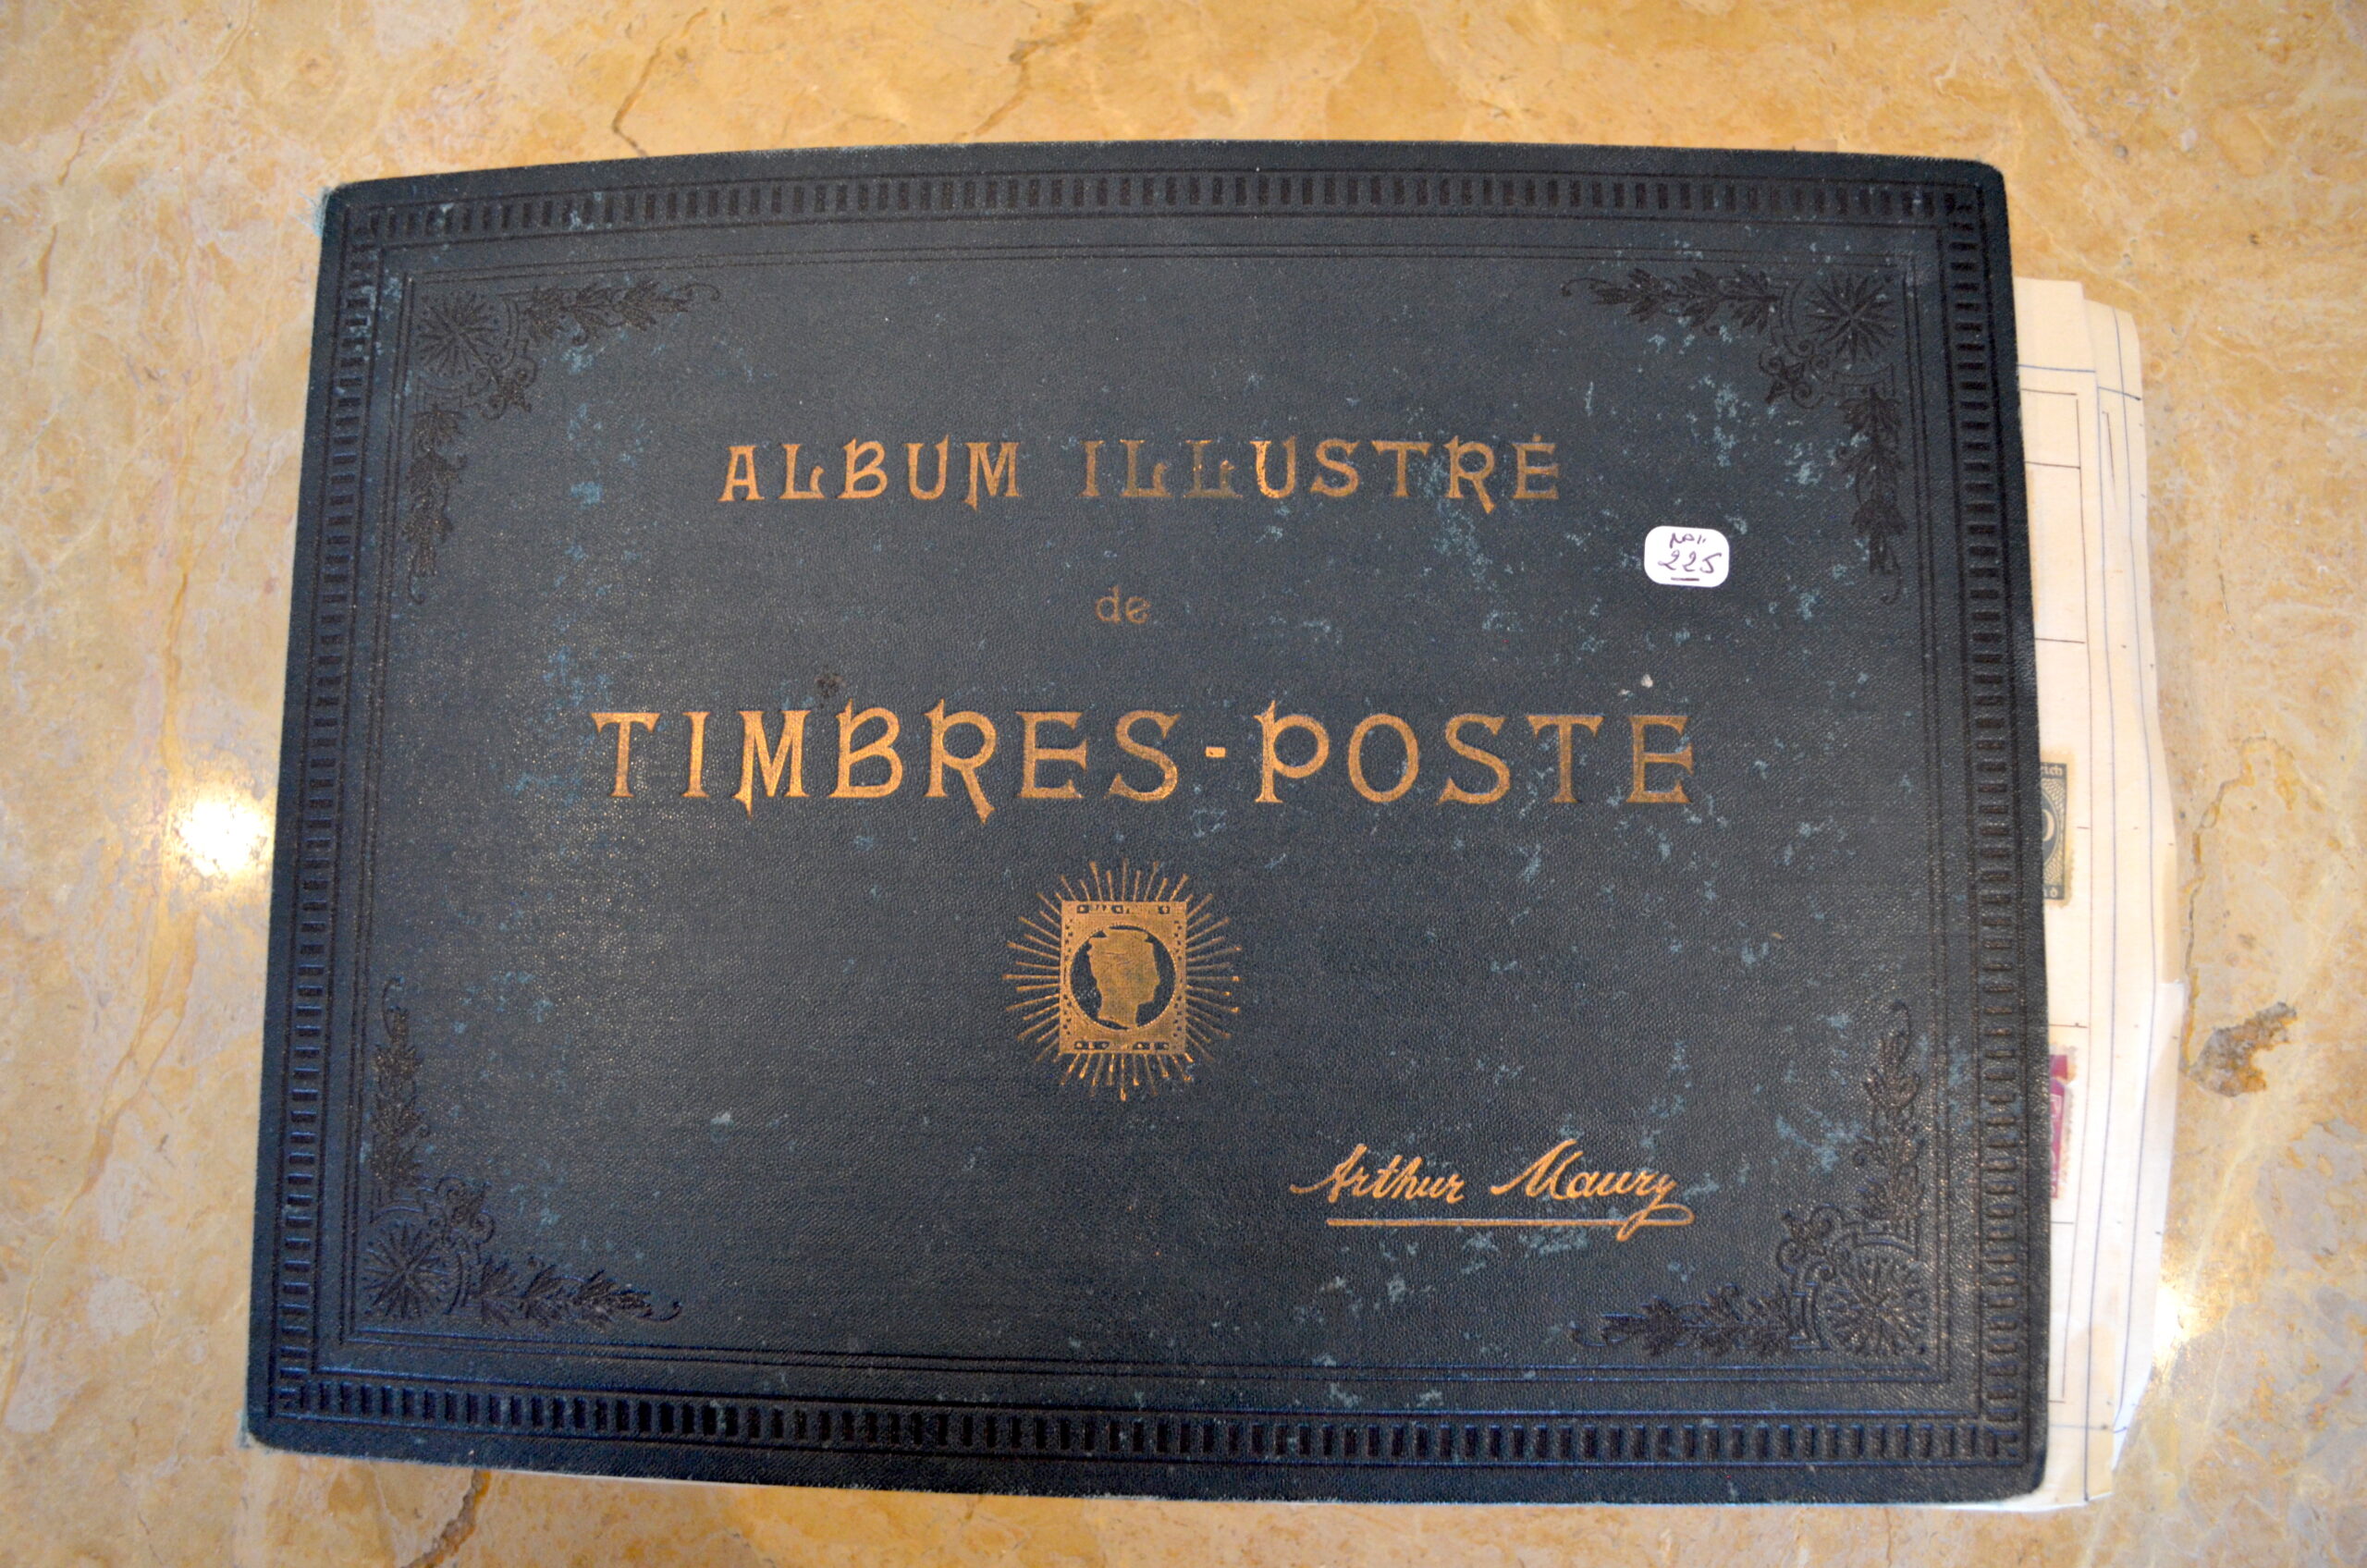 ALBUM ILLUSTRÉ
225
de
TIMBRES-POSTE
Arthur Maury